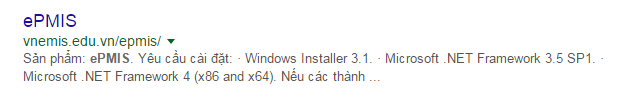 ePMIS
vnemis.edu.vn/epmis/
Sản phẩm: ePMIS. Yêu cầu cài đặt: · Windows Installer 3.1. · Microsoft .NET Framework 3.5 SP1. ·
Microsoft .NET Framework 4 (x86 and x64). Nếu các thành ...